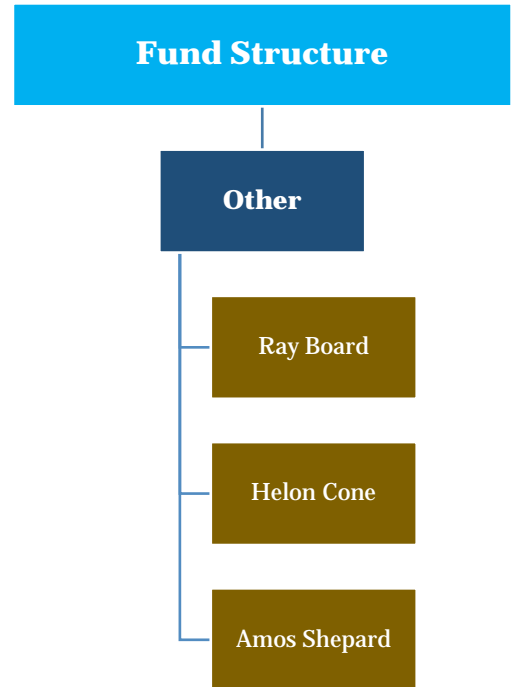 Fund Structure
Other
Ray Board
Helon Cone
Amos Shepard